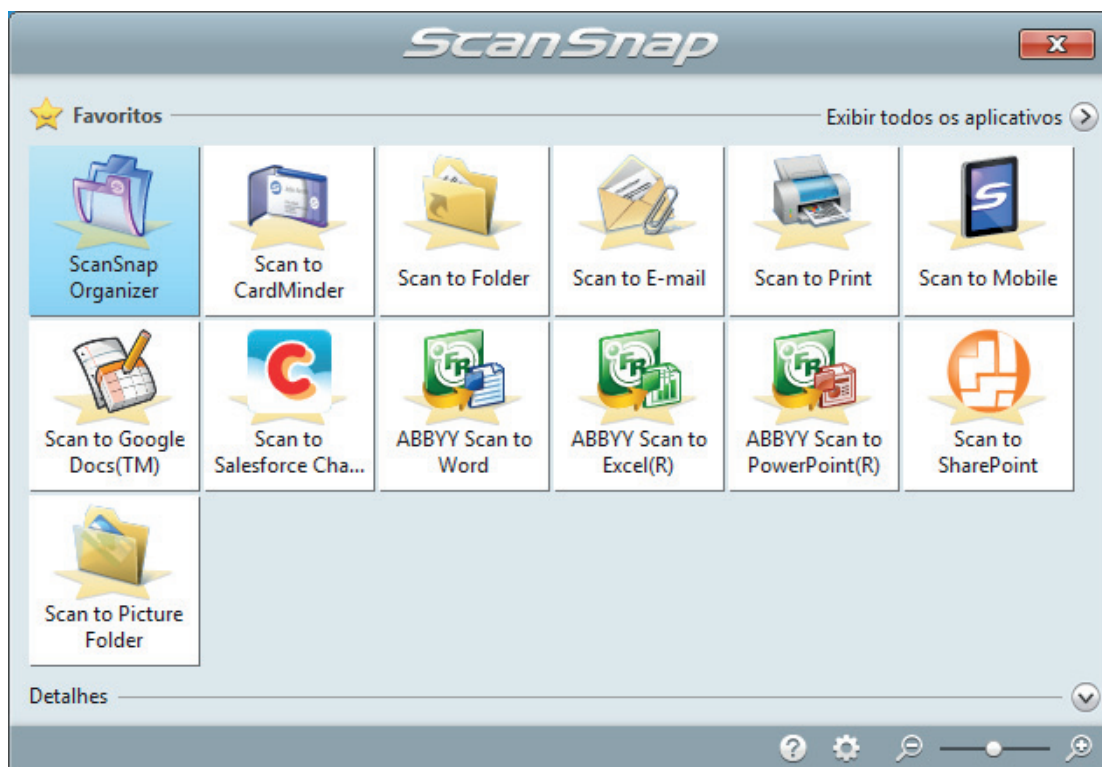 ScanSnap
Favoritos
Exibir todos os aplicativos
ScanSnap
Organizer
Scan to
CardMinder
Scan to Folder
Scan to E-mail
Scan to Print
Scan to Mobile
Scan to Google
Docs(TM)
Scan to
Salesforce Cha...
ABBYY Scan to
Word
ABBYY Scan to
Excel(R)
ABBYY Scan to
PowerPoint(R)
Scan to
SharePoint
Scan to Picture
Folder
Detalhes